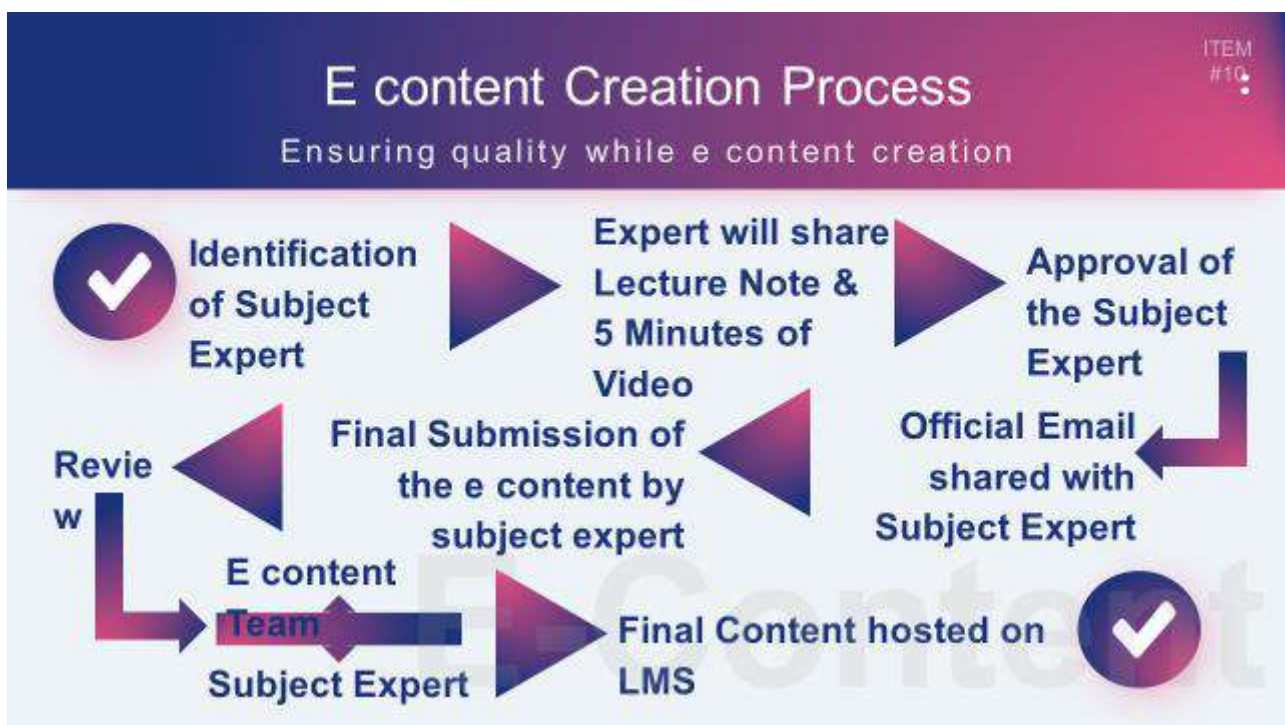 E content Creation Process
ITEM
#10
Ensuring quality while e content creation
Identification
of Subject
Expert
Expert will share
Lecture Note &
5 Minutes of
Video
Approval of
the Subject
Expert
Official Email
shared with
Subject Expert
Final Submission of
the e content by
subject expert
Revie
w
E content
Team
Subject Expert
Final Content hosted on
LMS
E-Content